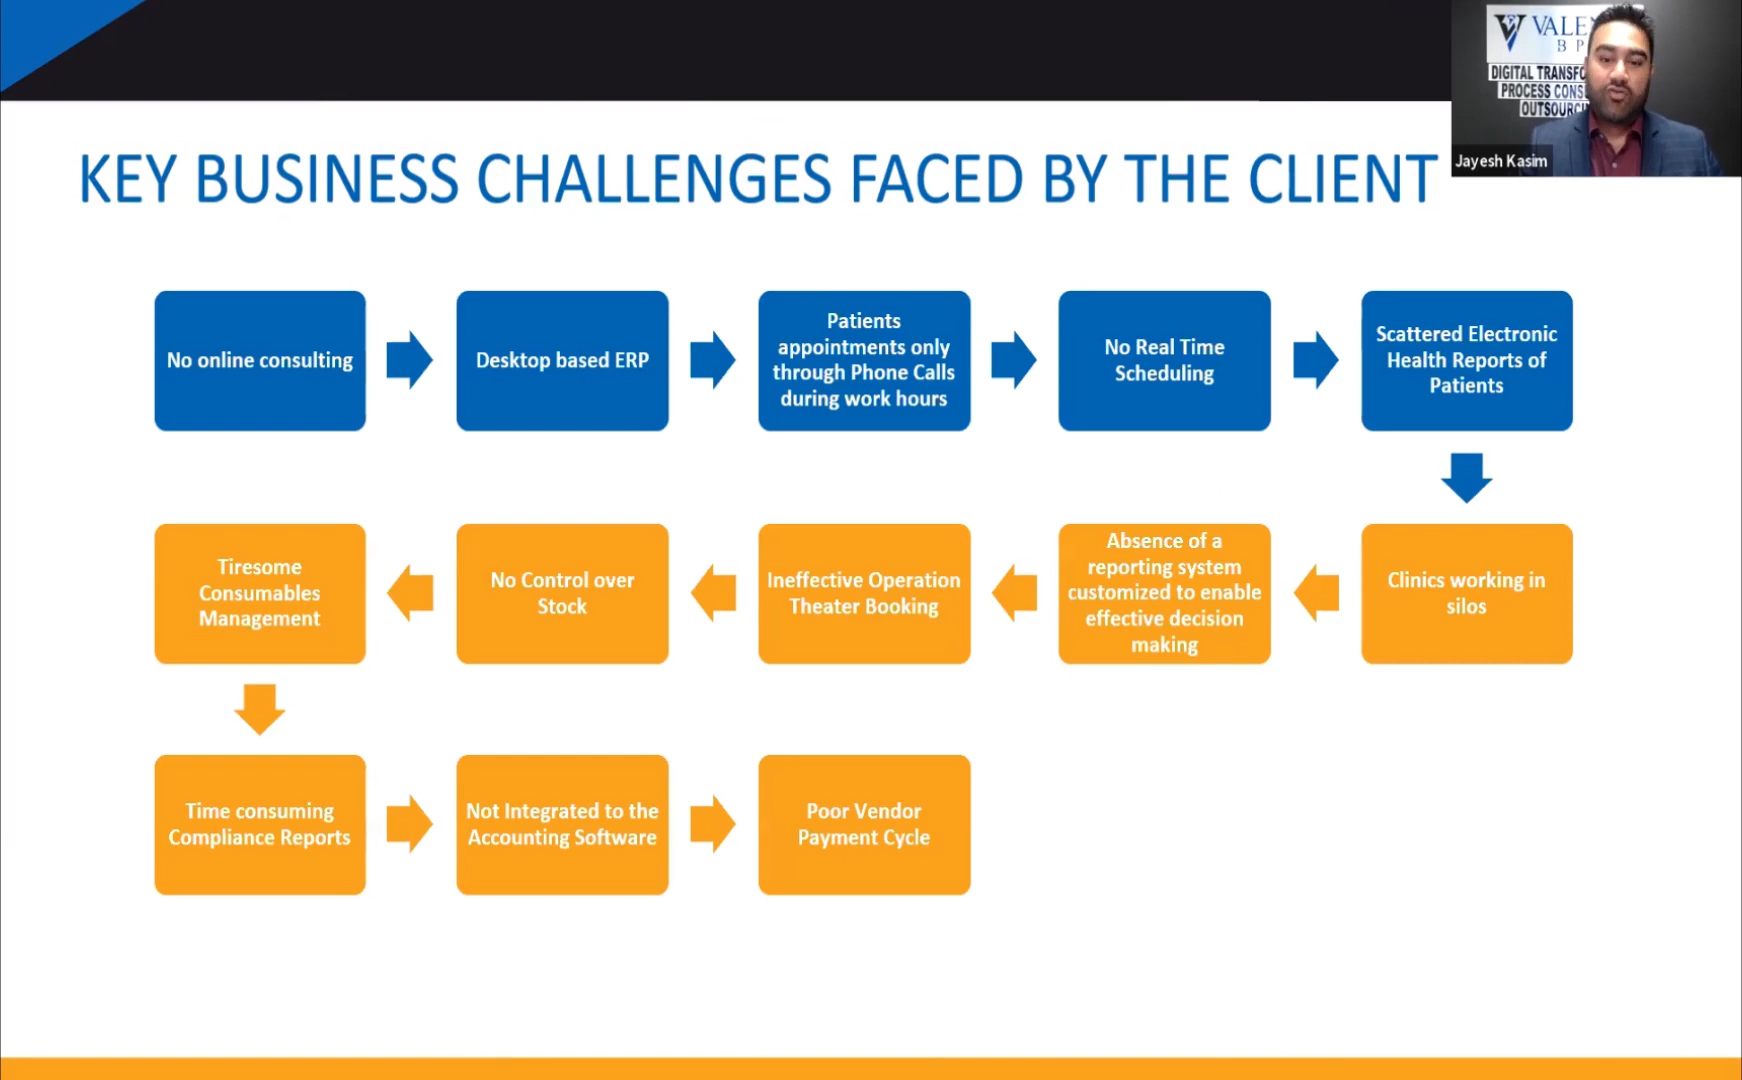 VALE
B P
DIGITAL TRANSFO
PROCESS CONS
OUTSOURCI
Jayesh Kasim
KEY BUSINESS CHALLENGES FACED BY THE CLIENT
No online consulting
Desktop based ERP
Patients
appointments only
through Phone Calls
during work hours
No Real Time
Scheduling
Scattered Electronic
Health Reports of
Patients
Tiresome
Consumables
Management
No Control over
Stock
Ineffective Operation
Theater Booking
Absence of a
reporting system
customized to enable
effective decision
making
Clinics working in
silos
Time consuming
Compliance Reports
Not Integrated to the
Accounting Software
Poor Vendor
Payment Cycle